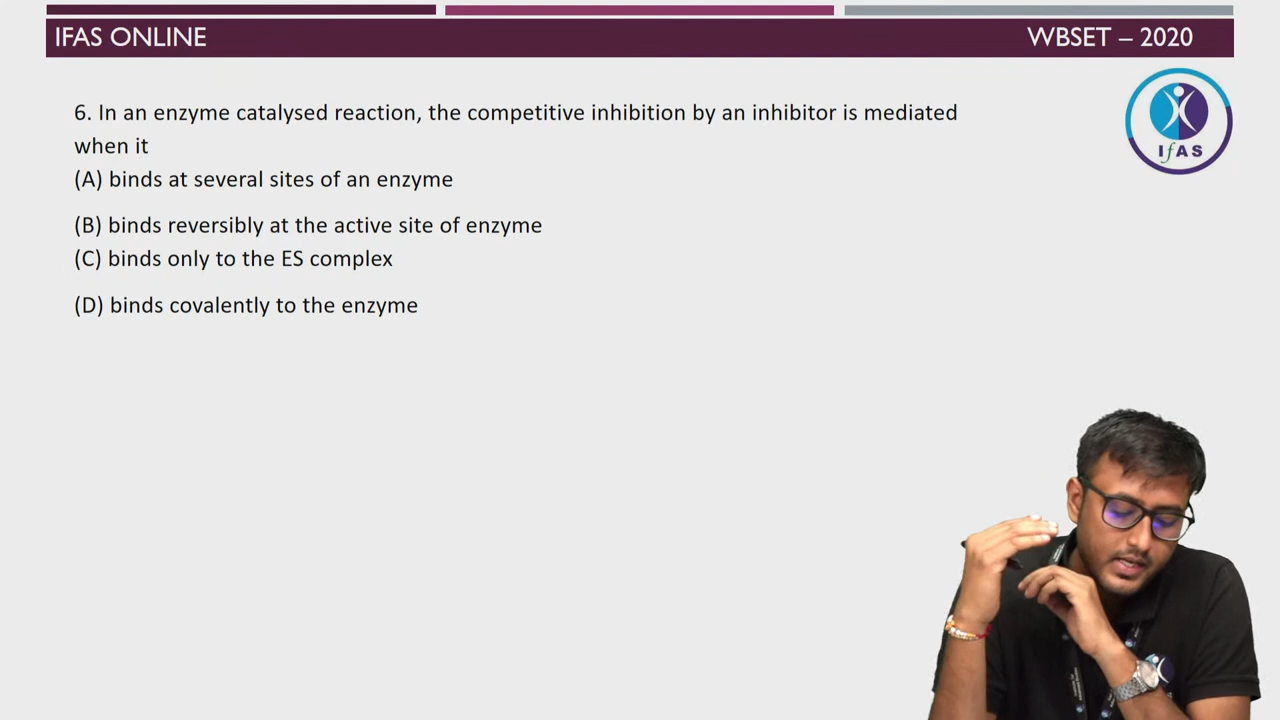 IFAS ONLINE
WBSET – 2020
IfAS
6. In an enzyme catalysed reaction, the competitive inhibition by an inhibitor is mediated
when it
(A) binds at several sites of an enzyme
(B) binds reversibly at the active site of enzyme
(C) binds only to the ES complex
(D) binds covalently to the enzyme